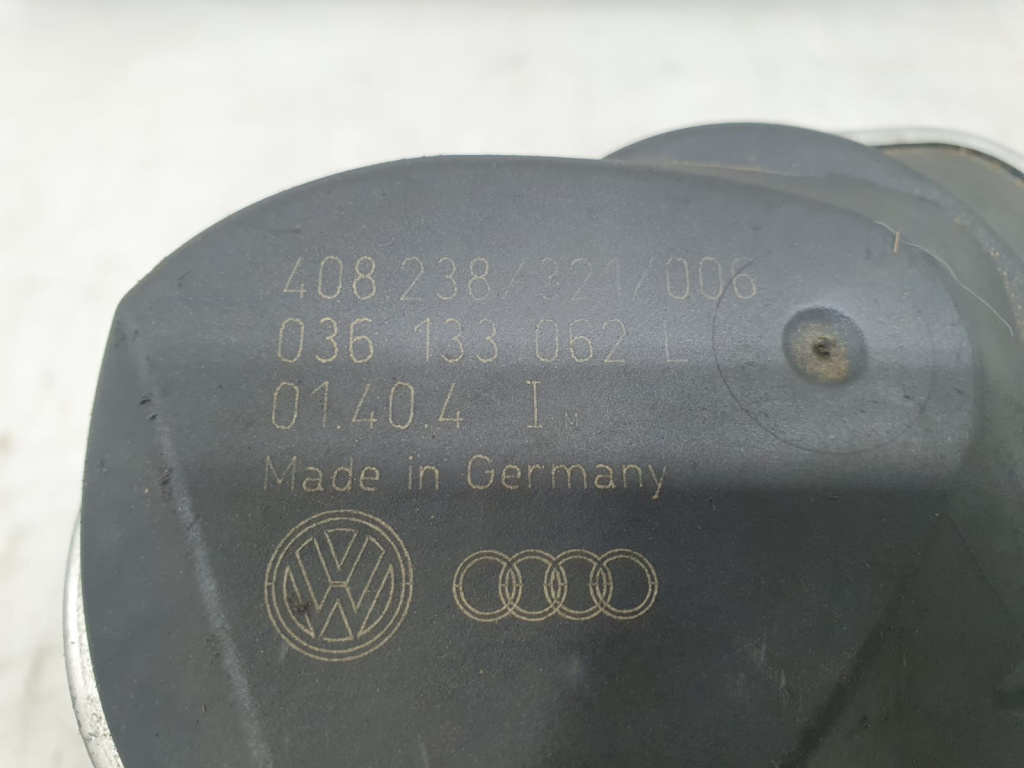 408 238/321/006
036 133 062 L
01.40.4 I M
Made in Germany